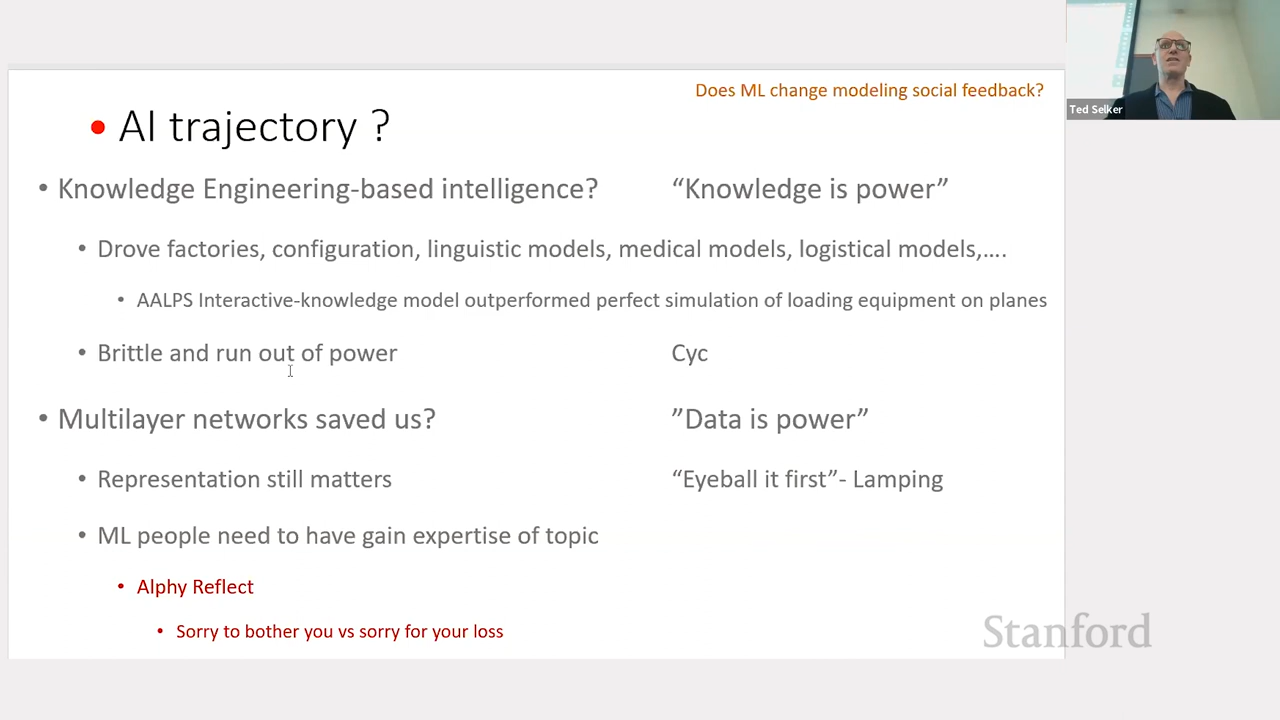 Does ML change modeling social feedback?
Ted Selker
• AI trajectory ?
• Knowledge Engineering-based intelligence? “Knowledge is power”
• Drove factories, configuration, linguistic models, medical models, logistical models,….
• AALPS Interactive-knowledge model outperformed perfect simulation of loading equipment on planes
• Brittle and run out of power Cyc
• Multilayer networks saved us? ”Data is power”
• Representation still matters “Eyeball it first”- Lamping
• ML people need to have gain expertise of topic
• Alphy Reflect
• Sorry to bother you vs sorry for your loss
Stanford